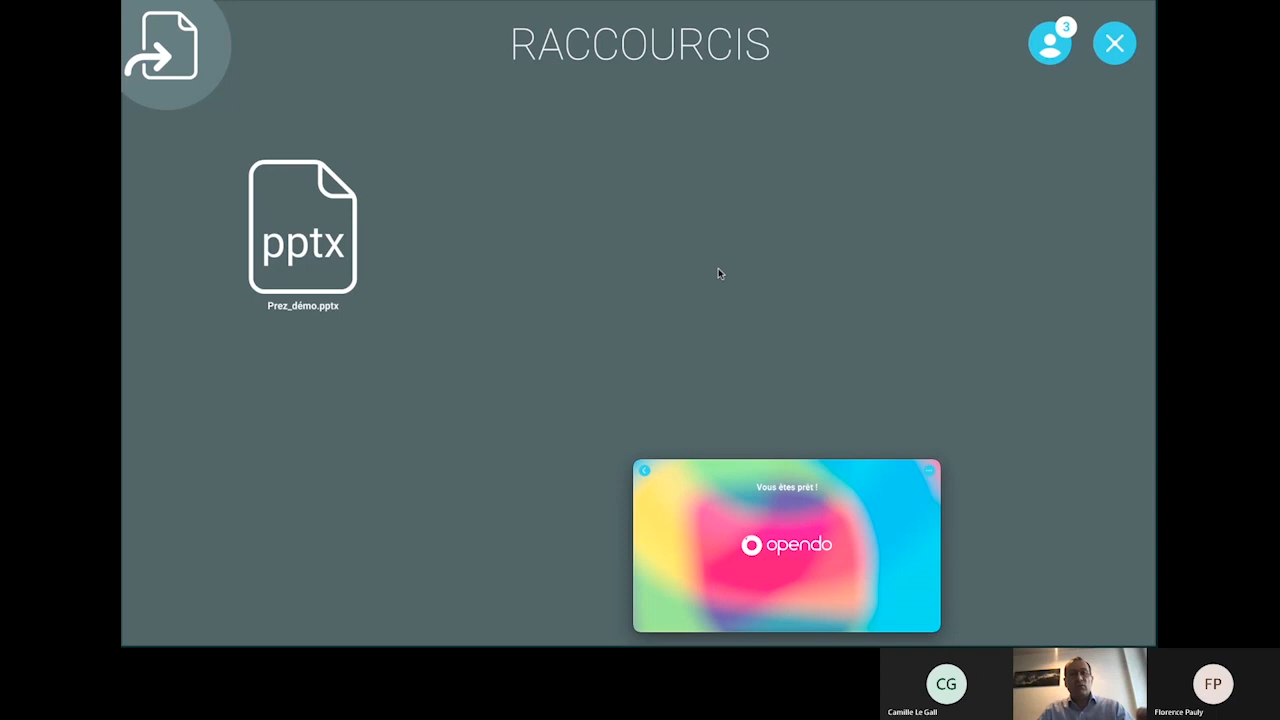 RACCOURCIS
3
pptx
Prez_démo.pptx
Vous êtes prêt !
opendo
CG
FP
Camille Le Gall
Florence Pauly